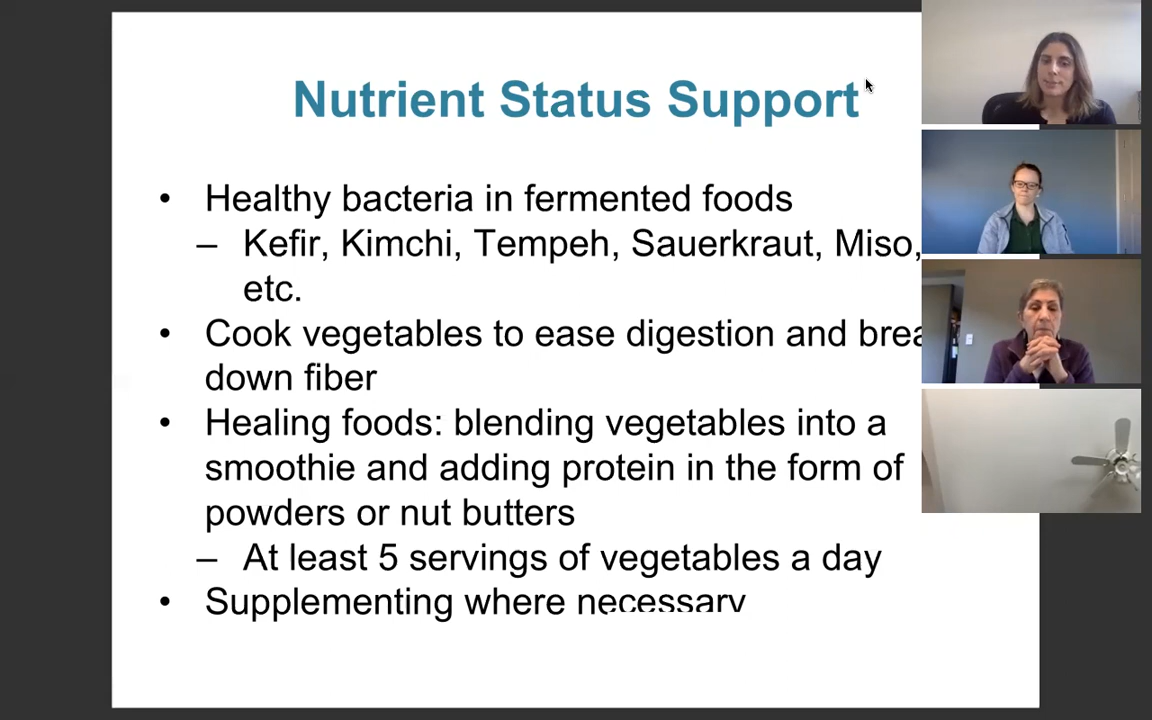 Nutrient Status Support
• Healthy bacteria in fermented foods
– Kefir, Kimchi, Tempeh, Sauerkraut, Miso,
etc.
• Cook vegetables to ease digestion and brea
down fiber
• Healing foods: blending vegetables into a
smoothie and adding protein in the form of
powders or nut butters
– At least 5 servings of vegetables a day
• Supplementing where necessary